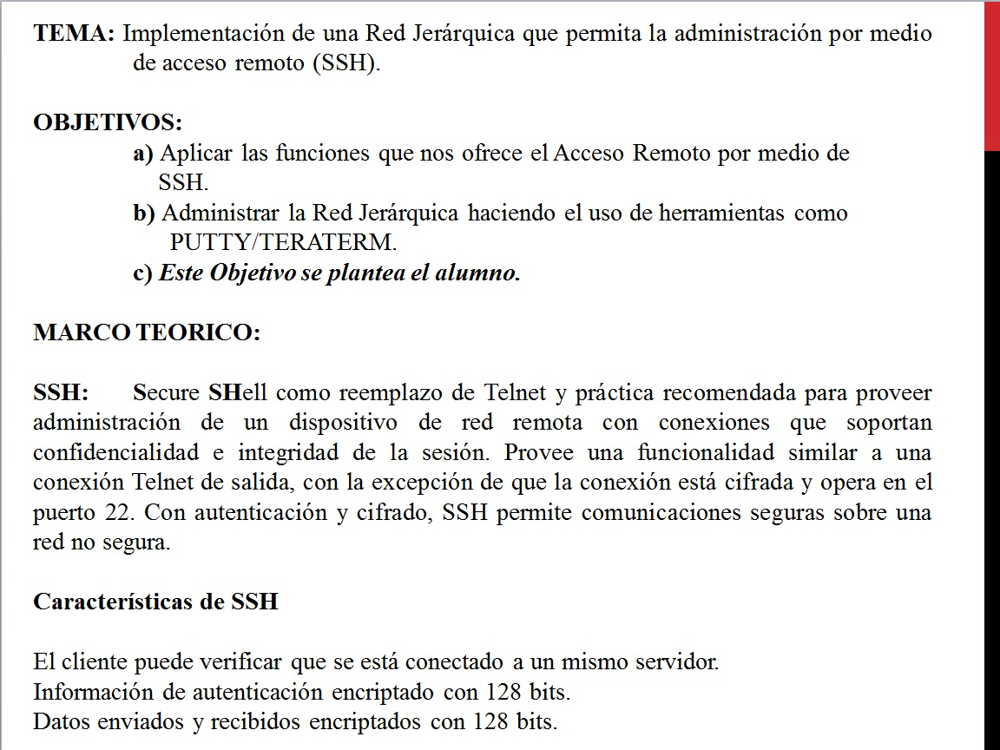 TEMA: Implementación de una Red Jerárquica que permita la administración por medio
de acceso remoto (SSH).
OBJETIVOS:
a) Aplicar las funciones que nos ofrece el Acceso Remoto por medio de
SSH.
b) Administrar la Red Jerárquica haciendo el uso de herramientas como
PUTTY/TERATERM.
c) Este Objetivo se plantea el alumno.
MARCO TEORICO:
SSH: Secure SHell como reemplazo de Telnet y práctica recomendada para proveer
administración de un dispositivo de red remota con conexiones que soportan
confidencialidad e integridad de la sesión. Provee una funcionalidad similar a una
conexión Telnet de salida, con la excepción de que la conexión está cifrada y opera en el
puerto 22. Con autenticación y cifrado, SSH permite comunicaciones seguras sobre una
red no segura.
Características de SSH
El cliente puede verificar que se está conectado a un mismo servidor.
Información de autenticación encriptado con 128 bits.
Datos enviados y recibidos encriptados con 128 bits.